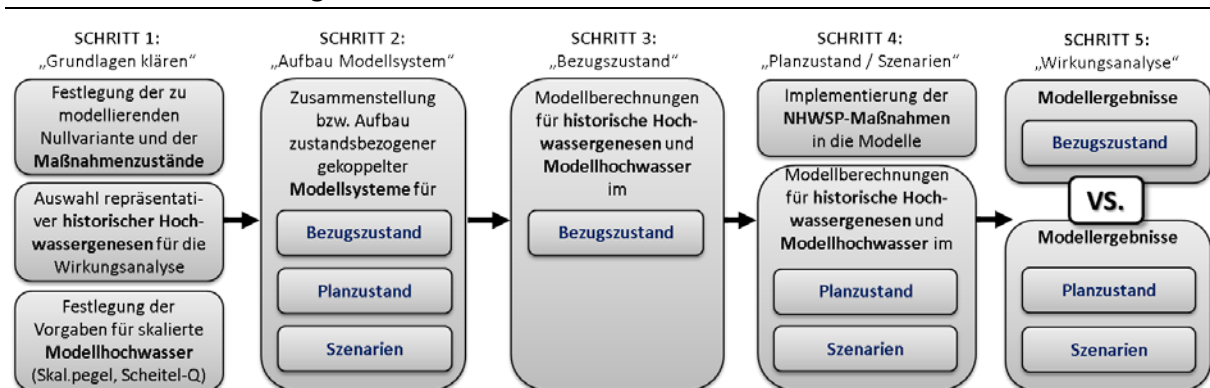 SCHRITT 1:
„Grundlagen klären“
Festlegung der zu
modellierenden
Nullvariante und der
Maßnahmenzustände
Auswahl repräsentati-
ver historischer Hoch-
wassergenesen für die
Wirkungsanalyse
Festlegung der
Vorgaben für skalierte
Modellhochwasser
(Skal.pegel, Scheitel-Q)
SCHRITT 2:
„Aufbau Modellsystem“
Zusammenstellung
bzw. Aufbau
zustandsbezogener
gekoppelter
Modellsysteme für
Bezugszustand
Planzustand
Szenarien
SCHRITT 3:
„Bezugszustand“
Modellberechnungen
für historische Hoch-
wassergenesen und
Modellhochwasser
im
Bezugszustand
SCHRITT 4:
„Planzustand / Szenarien“
Implementierung der
NHWSP-Maßnahmen
in die Modelle
Modellberechnungen
für historische Hoch-
wassergenesen und
Modellhochwasser im
Planzustand
Szenarien
SCHRITT 5:
„Wirkungsanalyse“
Modellergebnisse
Bezugszustand
VS.
Modellergebnisse
Planzustand
Szenarien